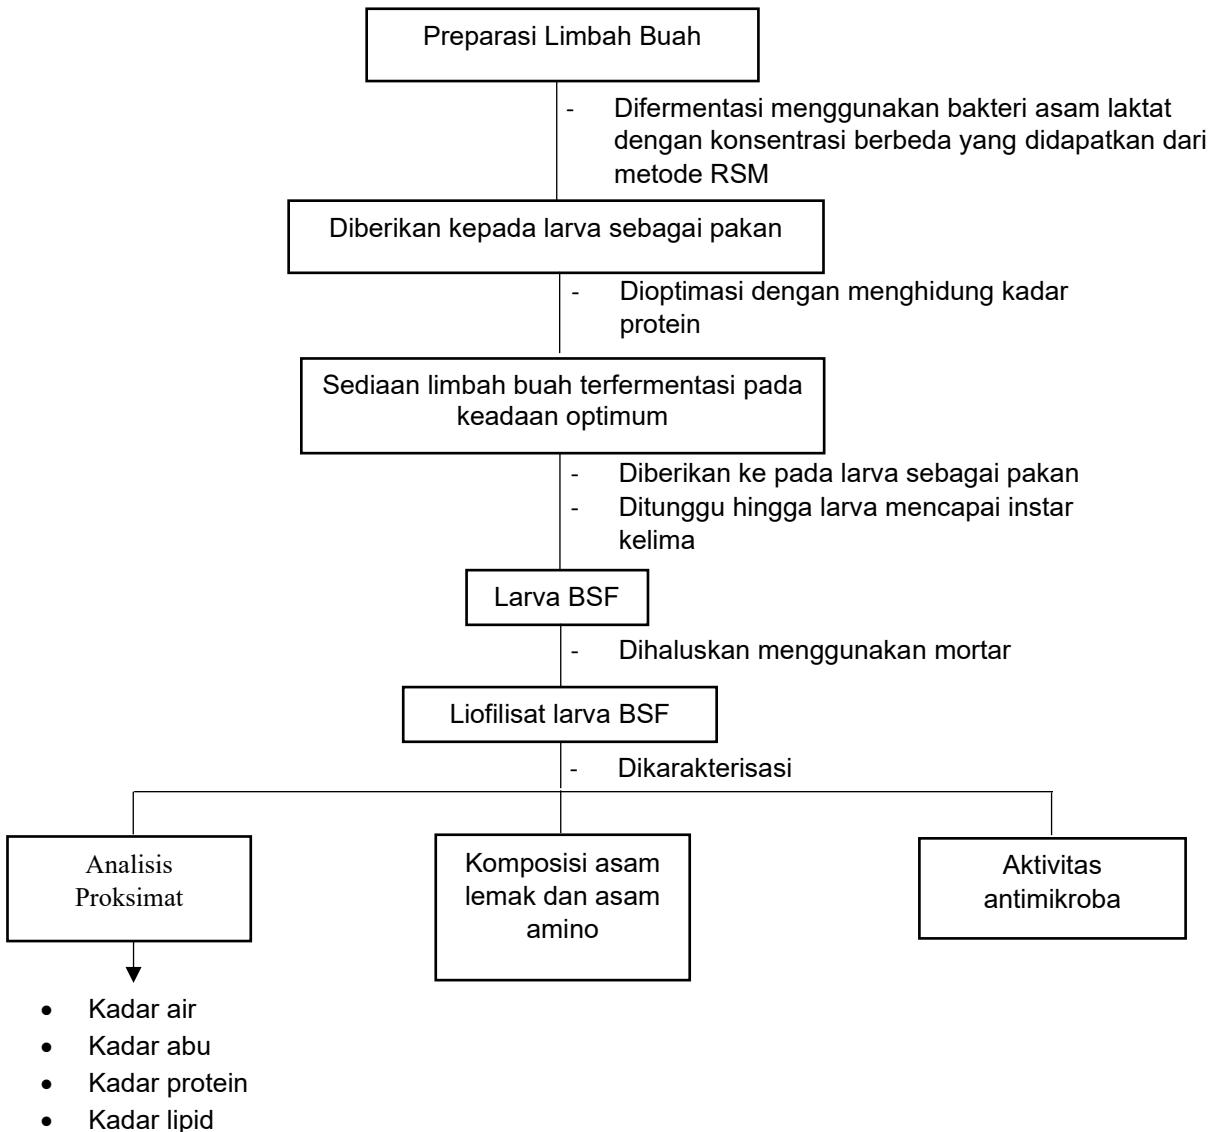 Preparasi Limbah Buah
- Difermentasi menggunakan bakteri asam laktat
dengan konsentrasi berbeda yang didapatkan dari
metode RSM
Diberikan kepada larva sebagai pakan
- Dioptimasi dengan menghidung kadar
protein
Sediaan limbah buah terfermentasi pada
keadaan optimum
- Diberikan ke pada larva sebagai pakan
- Ditunggu hingga larva mencapai instar
kelima
Larva BSF
- Dihaluskan menggunakan mortar
Liofilisat larva BSF
- Dikarakterisasi
Analisis
Proksimat
Komposisi asam
lemak dan asam
amino
Aktivitas
antimikroba
• Kadar air
• Kadar abu
• Kadar protein
• Kadar lipid